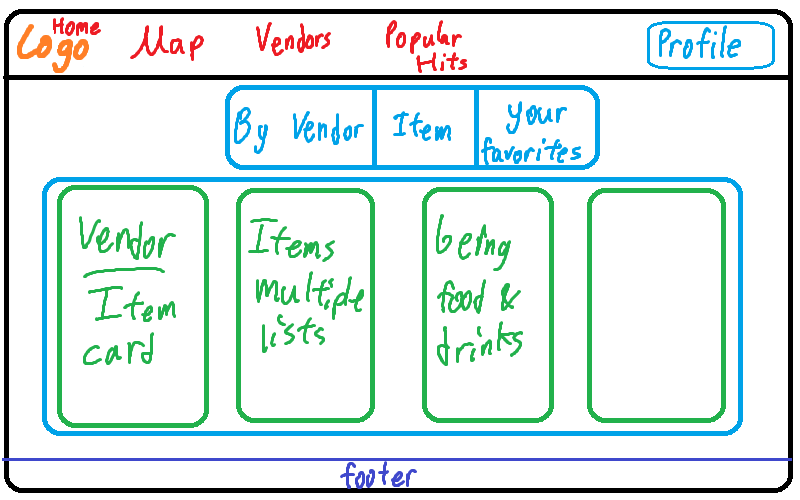 Home
Logo
Map
Vendors
Popular
Hits
Profile
By Vendor
Item
Your
favorites
Vendor
Item
card
Items
multiple
lists
being
food &
drinks
footer